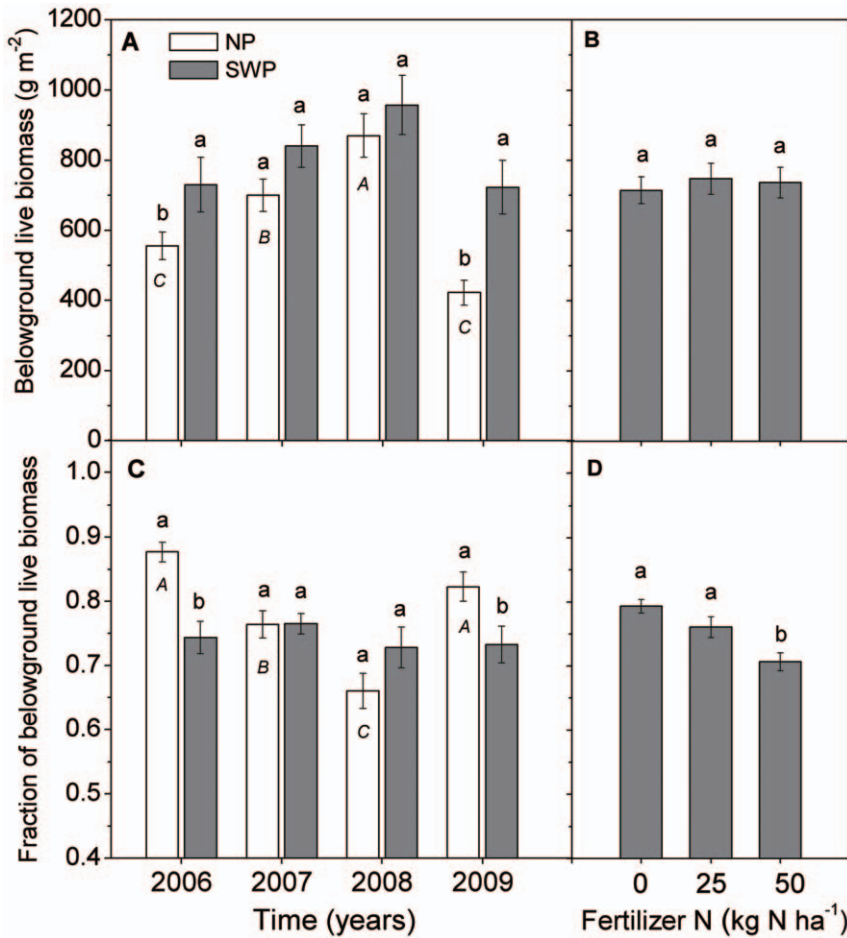 Belowground live biomass (g m⁻²)
1200
1000
800
600
400
200
0
A
NP
SWP
b
a
C
a
a
B
a
a
A
b
a
C
B
a
a
a
Fraction of belowground live biomass
1.0
0.9
0.8
0.7
0.6
0.5
0.4
C
a
b
A
a
a
B
a
a
C
a
b
A
D
a
a
b
2006 2007 2008 2009
Time (years)
0 25 50
Fertilizer N (kg N ha⁻¹)